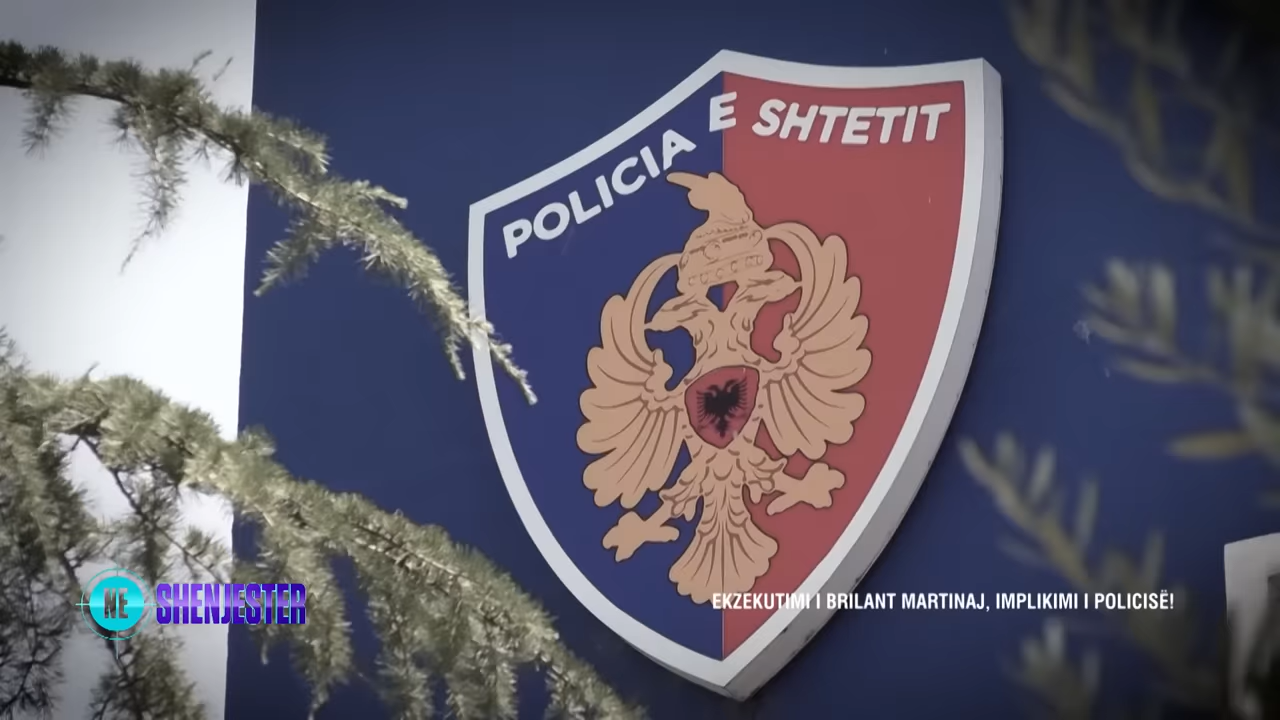 POLICIA E SHTETIT
NE SHENJESTER
EKZEKUTIMI I BRILANT MARTINAJ, IMPLIKIMI I POLICISË!